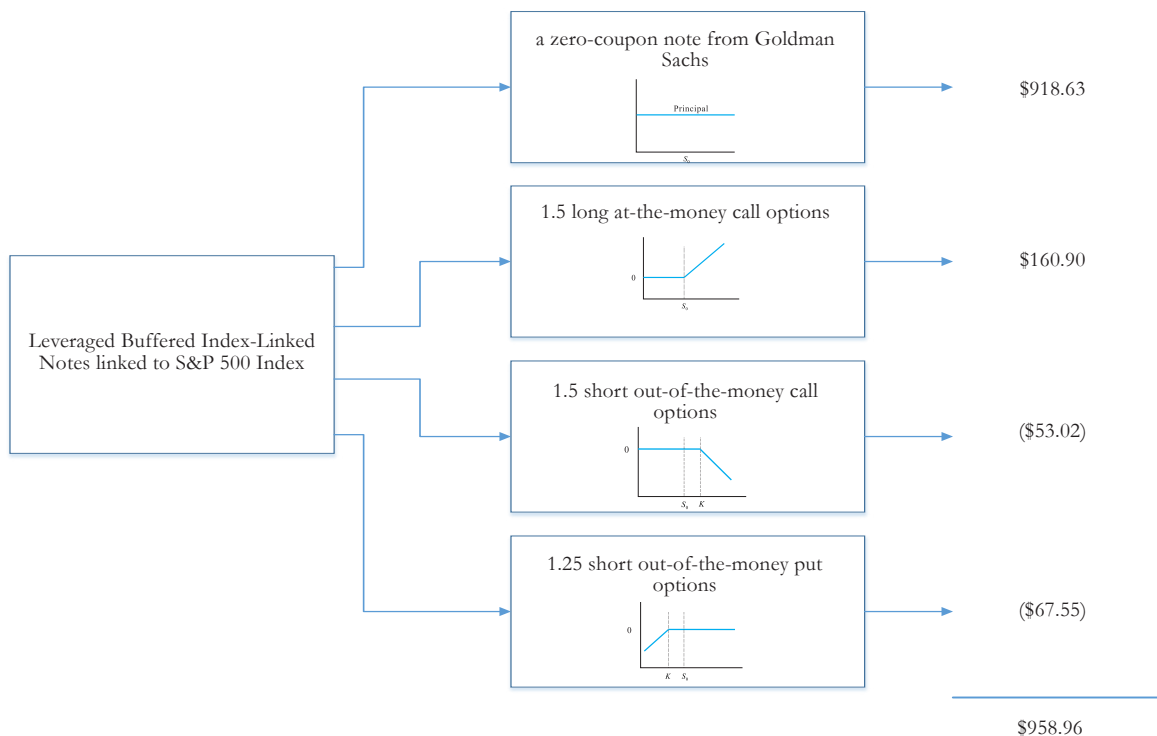 a zero-coupon note from Goldman
Sachs
Principal
S₀
$918.63
1.5 long at-the-money call options
0
S₀
$160.90
Leveraged Buffered Index-Linked
Notes linked to S&P 500 Index
1.5 short out-of-the-money call
options
0
S₀ K
($53.02)
1.25 short out-of-the-money put
options
0
K S₀
($67.55)
$958.96